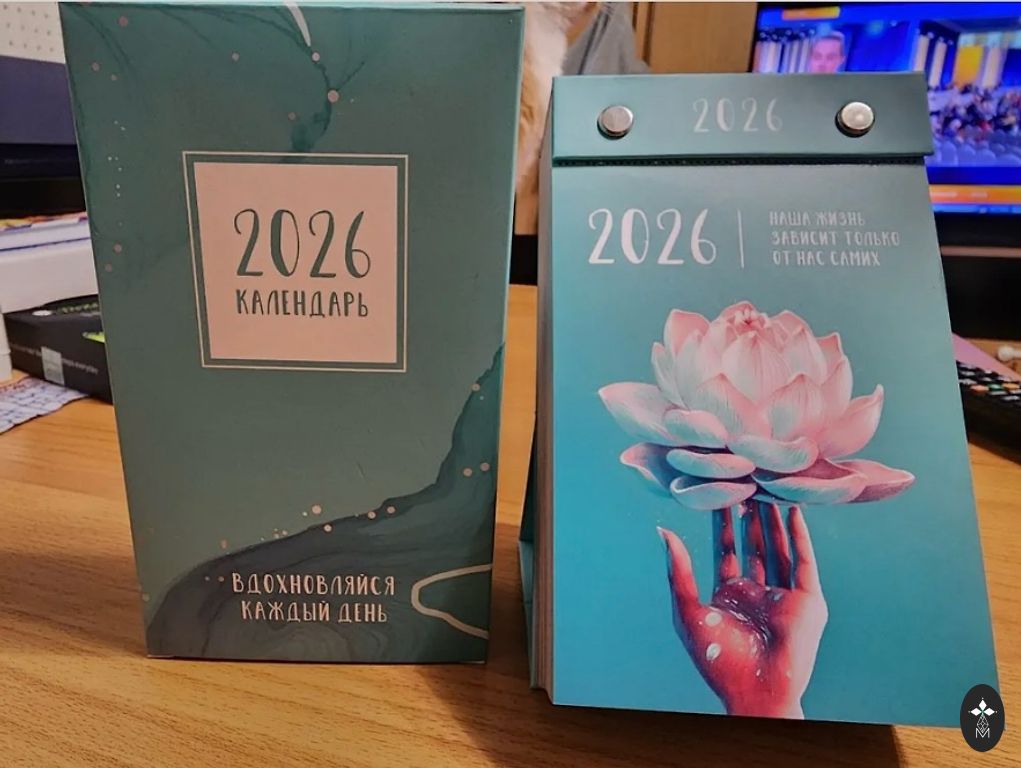 2026
КАЛЕНДАРЬ
ВДОХНОВЛЯЙСЯ
КАЖДЫЙ ДЕНЬ
2026
2026
НАША ЖИЗНЬ
ЗАВИСИТ ТОЛЬКО
ОТ НАС САМИХ
M